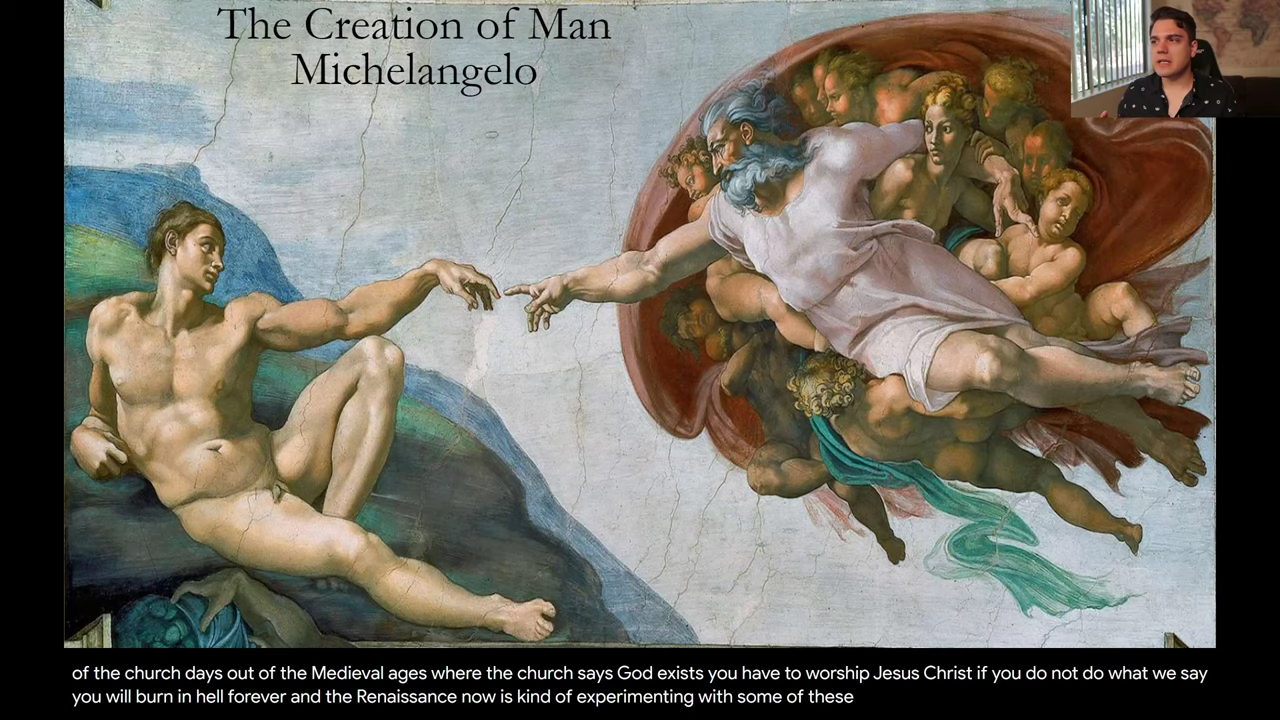 The Creation of Man
Michelangelo
of the church days out of the Medieval ages where the church says God exists you have to worship Jesus Christ if you do not do what we say
you will burn in hell forever and the Renaissance now is kind of experimenting with some of these